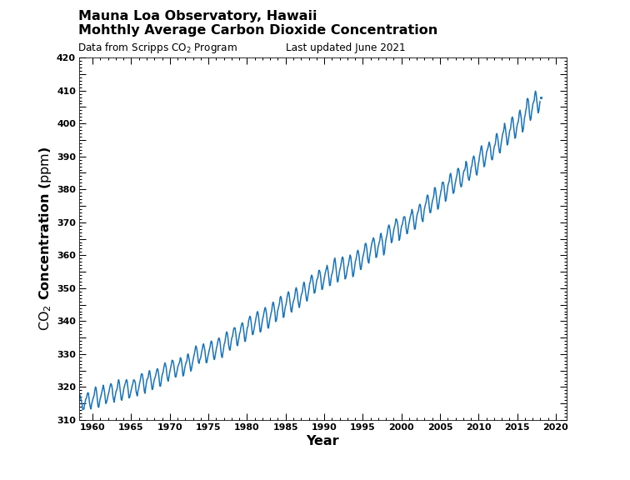 Mauna Loa Observatory, Hawaii
Mohthly Average Carbon Dioxide Concentration
Data from Scripps CO₂ Program Last updated June 2021
420
410
400
390
380
370
360
350
340
330
320
310
CO₂ Concentration (ppm)
1960 1965 1970 1975 1980 1985 1990 1995 2000 2005 2010 2015 2020
Year